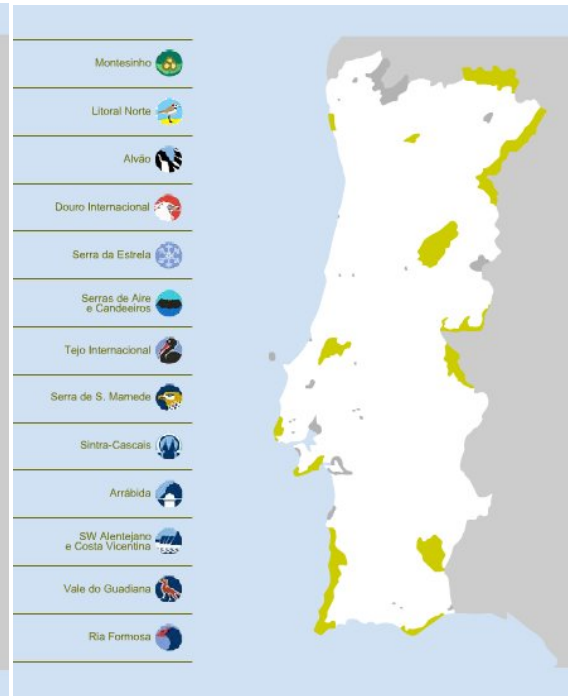 Montesinho
Litoral Norte
Alvão
Douro Internacional
Serra da Estrela
Serras de Aire
e Candeeiros
Tejo Internacional
Serra de S. Mamede
Sintra-Cascais
Arrábida
SW Alentejano
e Costa Vicentina
Vale do Guadiana
Ria Formosa